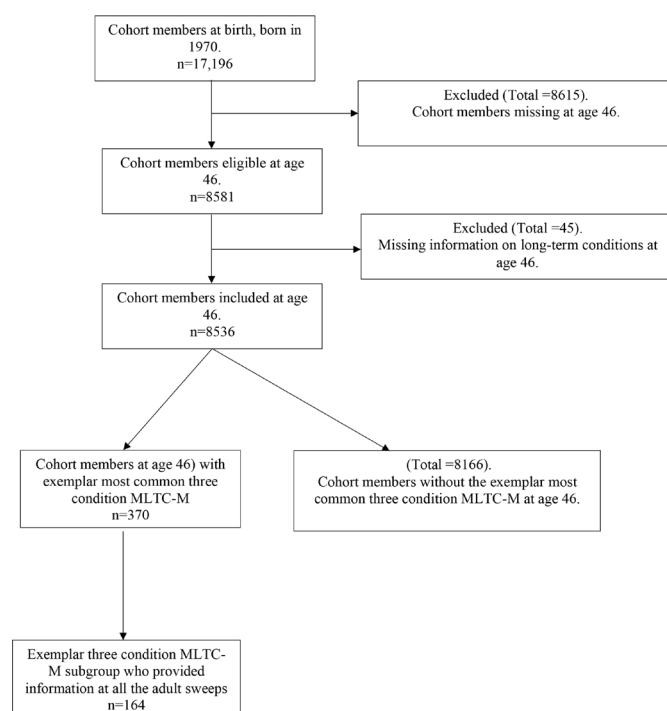 Cohort members at birth, born in
1970.
n=17,196
Excluded (Total =8615).
Cohort members missing at age 46.
Cohort members eligible at age
46.
n=8581
Excluded (Total =45).
Missing information on long-term conditions at
age 46.
Cohort members included at age
46.
n=8536
Cohort members at age 46) with
exemplar most common three
condition MLTC-M
n=370
(Total =8166).
Cohort members without the exemplar most
common three condition MLTC-M at age 46.
Exemplar three condition MLTC-
M subgroup who provided
information at all the adult sweeps
n=164